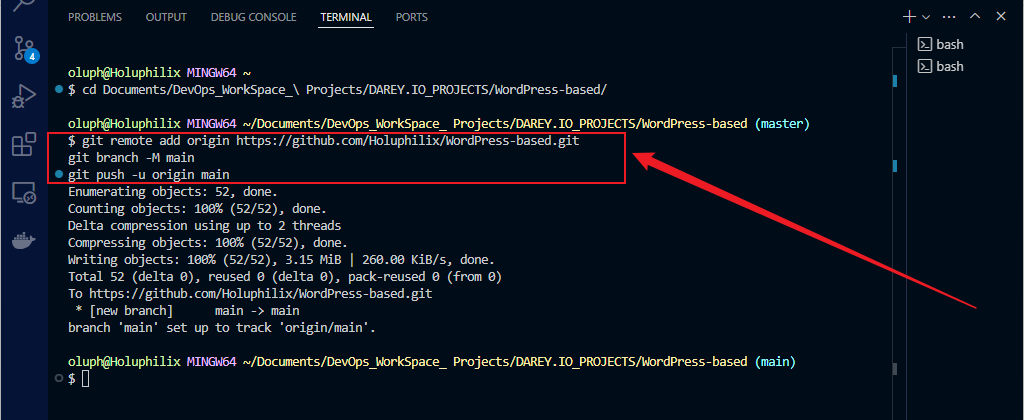 PROBLEMS OUTPUT DEBUG CONSOLE TERMINAL PORTS
4
bash
bash
oluph@Holuphilix MINGW64 ~
$ cd Documents/DevOps_WorkSpace_\ Projects/DAREY.IO_PROJECTS/WordPress-based/
oluph@Holuphilix MINGW64 ~/Documents/DevOps_WorkSpace_ Projects/DAREY.IO_PROJECTS/WordPress-based (master)
$ git remote add origin https://github.com/Holuphilix/WordPress-based.git
git branch -M main
git push -u origin main
Enumerating objects: 52, done.
Counting objects: 100% (52/52), done.
Delta compression using up to 2 threads
Compressing objects: 100% (52/52), done.
Writing objects: 100% (52/52), 3.15 MiB | 260.00 KiB/s, done.
Total 52 (delta 0), reused 0 (delta 0), pack-reused 0 (from 0)
To https://github.com/Holuphilix/WordPress-based.git
 * [new branch]      main -> main
branch 'main' set up to track 'origin/main'.
oluph@Holuphilix MINGW64 ~/Documents/DevOps_WorkSpace_ Projects/DAREY.IO_PROJECTS/WordPress-based (main)
$